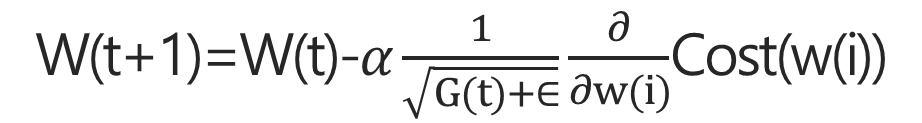 W(t+1)=W(t)-α 1/√(G(t)+∈) ∂/∂w(i) Cost(w(i))